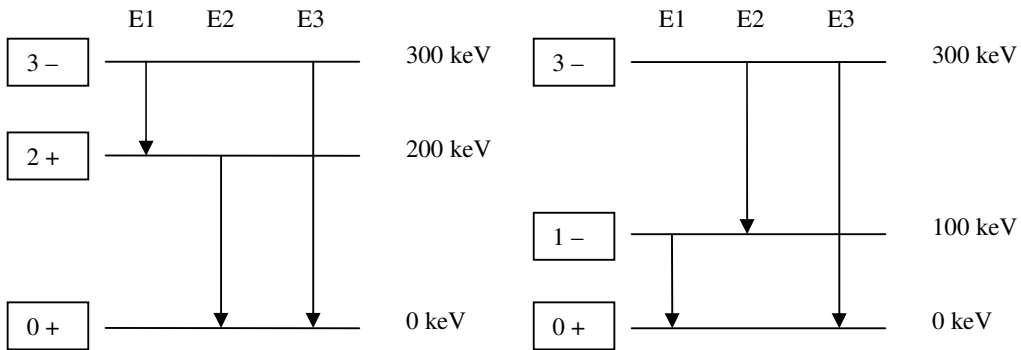 E1 E2 E3
3 – 300 keV
2 + 200 keV
0 + 0 keV
E1 E2 E3
3 – 300 keV
1 – 100 keV
0 + 0 keV